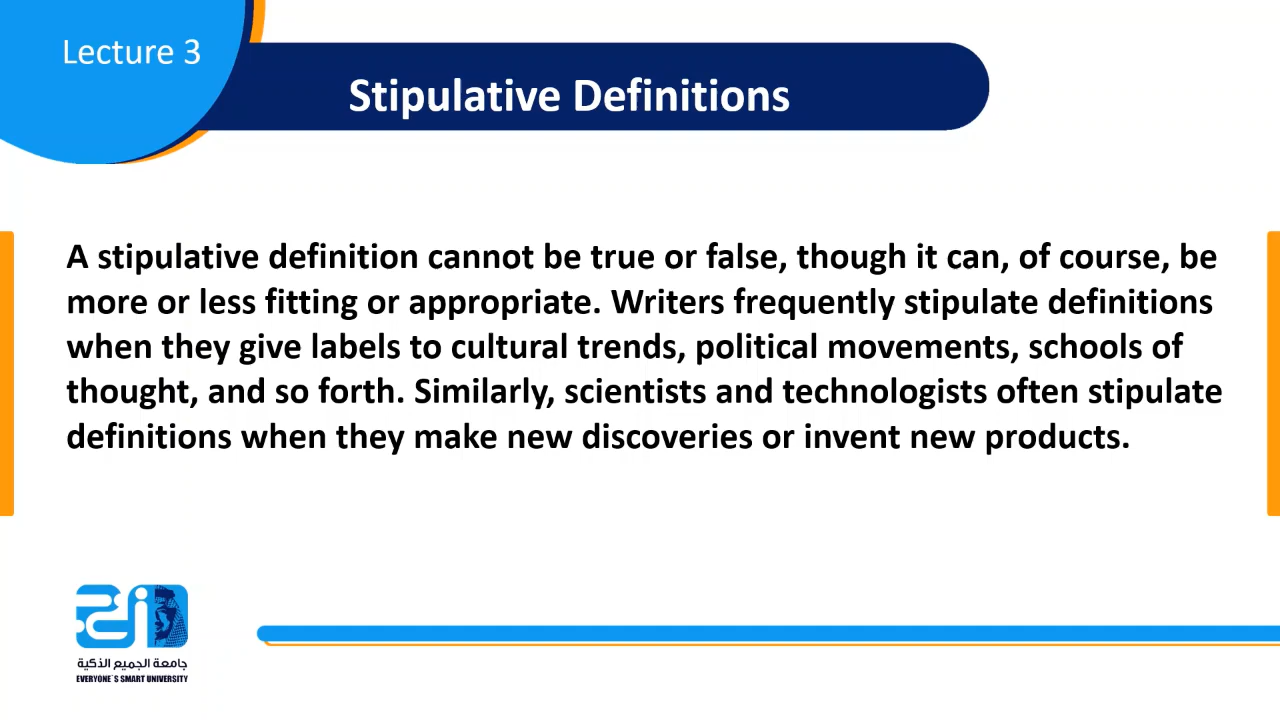 Lecture 3
Stipulative Definitions
A stipulative definition cannot be true or false, though it can, of course, be
more or less fitting or appropriate. Writers frequently stipulate definitions
when they give labels to cultural trends, political movements, schools of
thought, and so forth. Similarly, scientists and technologists often stipulate
definitions when they make new discoveries or invent new products.
جامعة الجميع الذكية
EVERYONE`S SMART UNIVERSITY